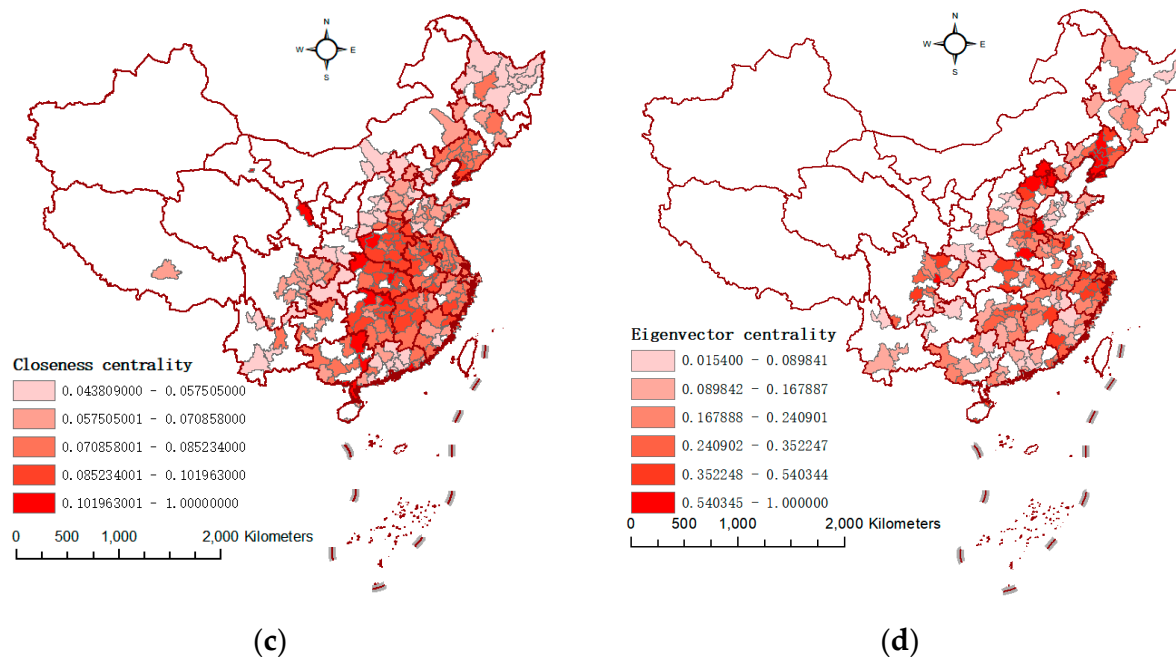 N
W E
S
Closeness centrality
0.043809000 - 0.057505000
0.057505001 - 0.070858000
0.070858001 - 0.085234000
0.085234001 - 0.101963000
0.101963001 - 1.00000000
0 500 1,000 2,000 Kilometers
(c)
N
W E
S
Eigenvector centrality
0.015400 - 0.089841
0.089842 - 0.167887
0.167888 - 0.240901
0.240902 - 0.352247
0.352248 - 0.540344
0.540345 - 1.000000
0 500 1,000 2,000 Kilometers
(d)